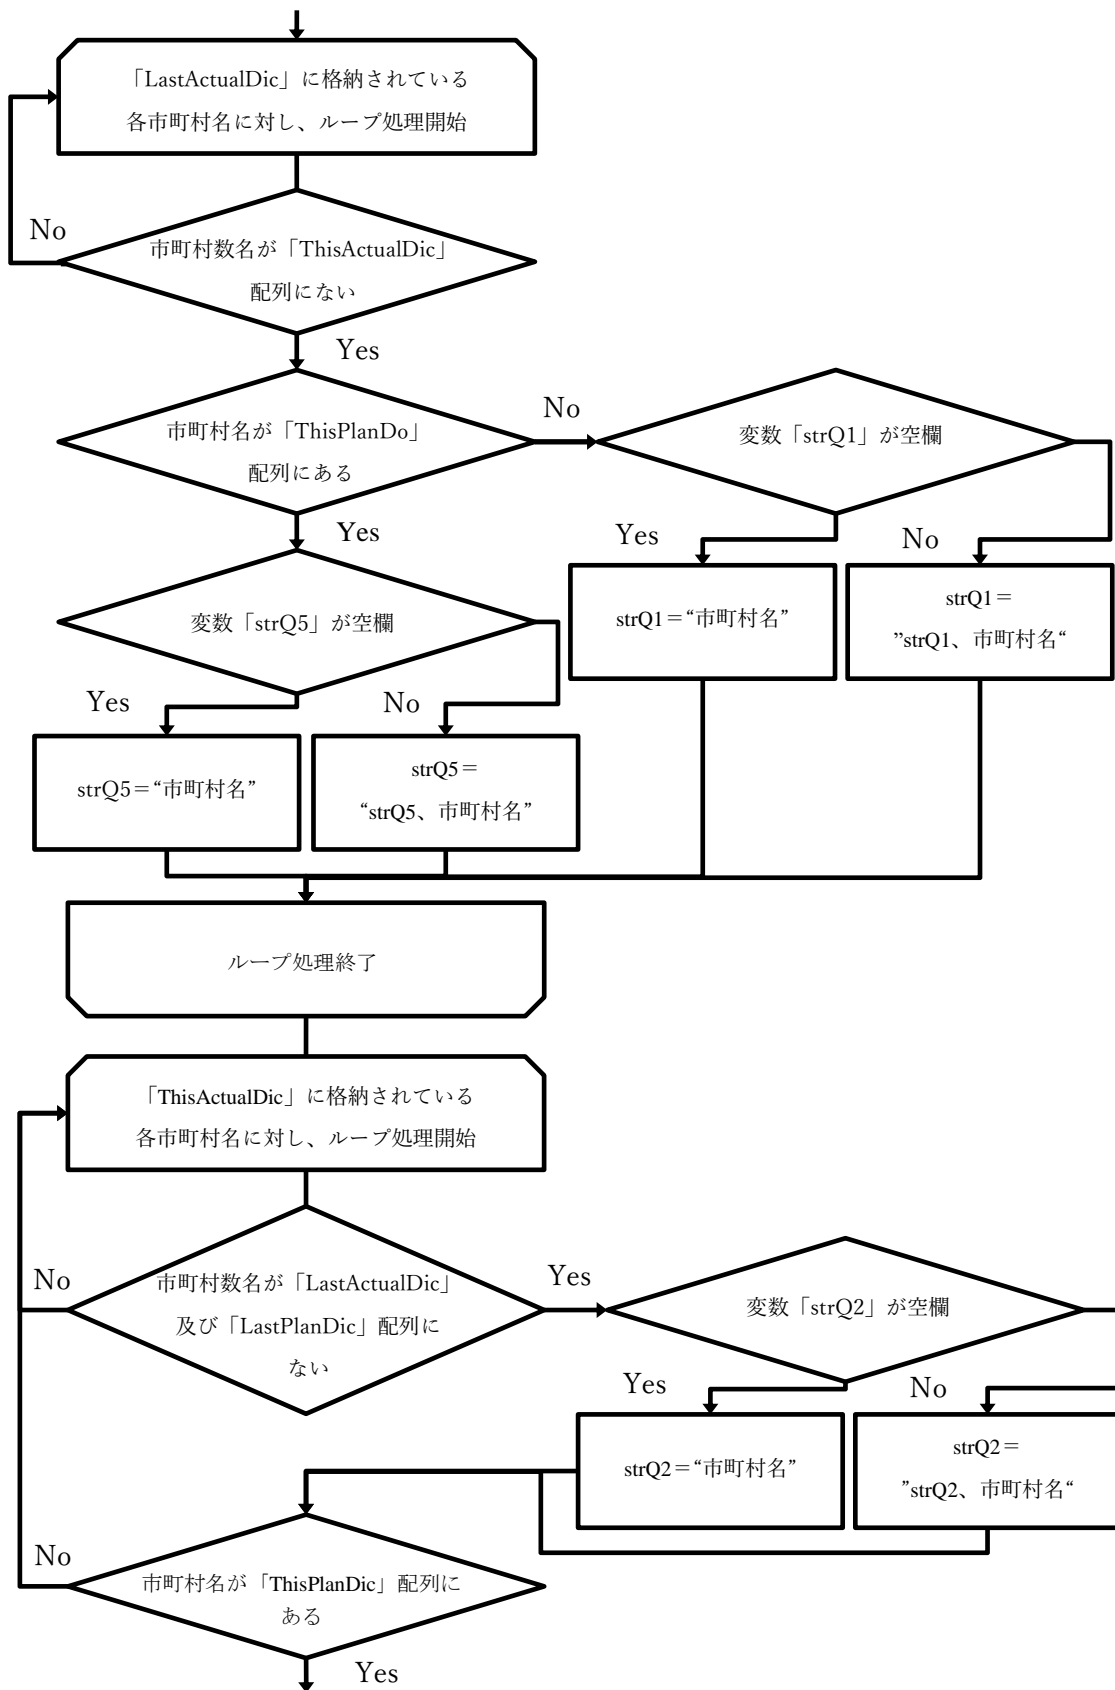 「LastActualDic」に格納されている
各市町村名に対し、ループ処理開始
No
市町村数名が「ThisActualDic」
配列にない
Yes
No
市町村名が「ThisPlanDo」
配列にある
変数「strQ1」が空欄
Yes
Yes
No
変数「strQ5」が空欄
strQ1＝“市町村名”
strQ1＝
”strQ1、市町村名“
Yes
No
strQ5＝“市町村名”
strQ5＝
“strQ5、市町村名”
ループ処理終了
「ThisActualDic」に格納されている
各市町村名に対し、ループ処理開始
No
市町村数名が「LastActualDic」
及び「LastPlanDic」配列に
ない
Yes
変数「strQ2」が空欄
Yes
No
strQ2＝“市町村名”
strQ2＝
”strQ2、市町村名“
No
市町村名が「ThisPlanDic」配列に
ある
Yes